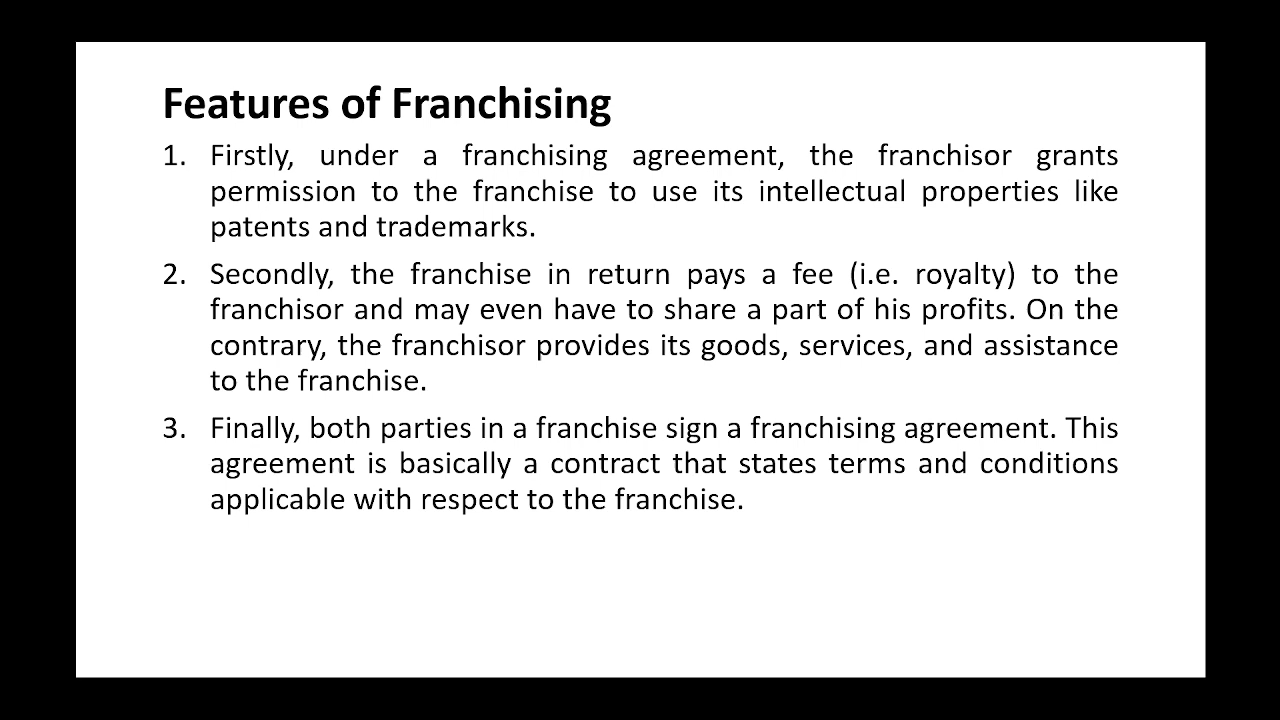 Features of Franchising
1. Firstly, under a franchising agreement, the franchisor grants
permission to the franchise to use its intellectual properties like
patents and trademarks.
2. Secondly, the franchise in return pays a fee (i.e. royalty) to the
franchisor and may even have to share a part of his profits. On the
contrary, the franchisor provides its goods, services, and assistance
to the franchise.
3. Finally, both parties in a franchise sign a franchising agreement. This
agreement is basically a contract that states terms and conditions
applicable with respect to the franchise.